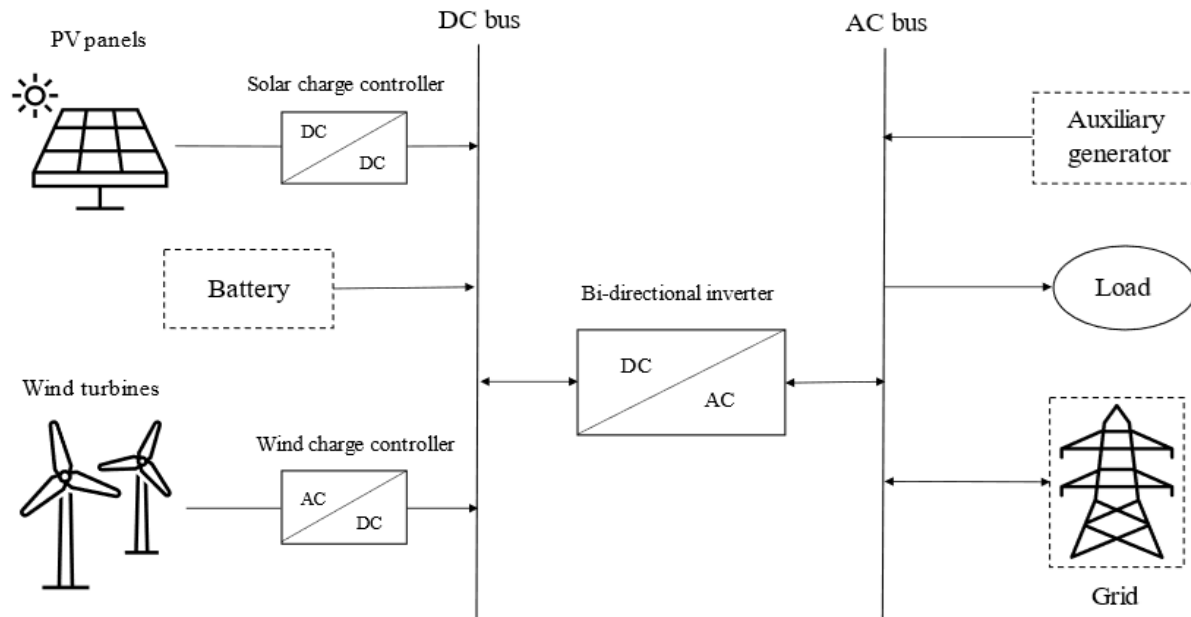 DC bus
AC bus
PV panels
Solar charge controller
DC
DC
Auxiliary
generator
Battery
Bi-directional inverter
Load
DC
AC
Wind turbines
Wind charge controller
AC
DC
Grid